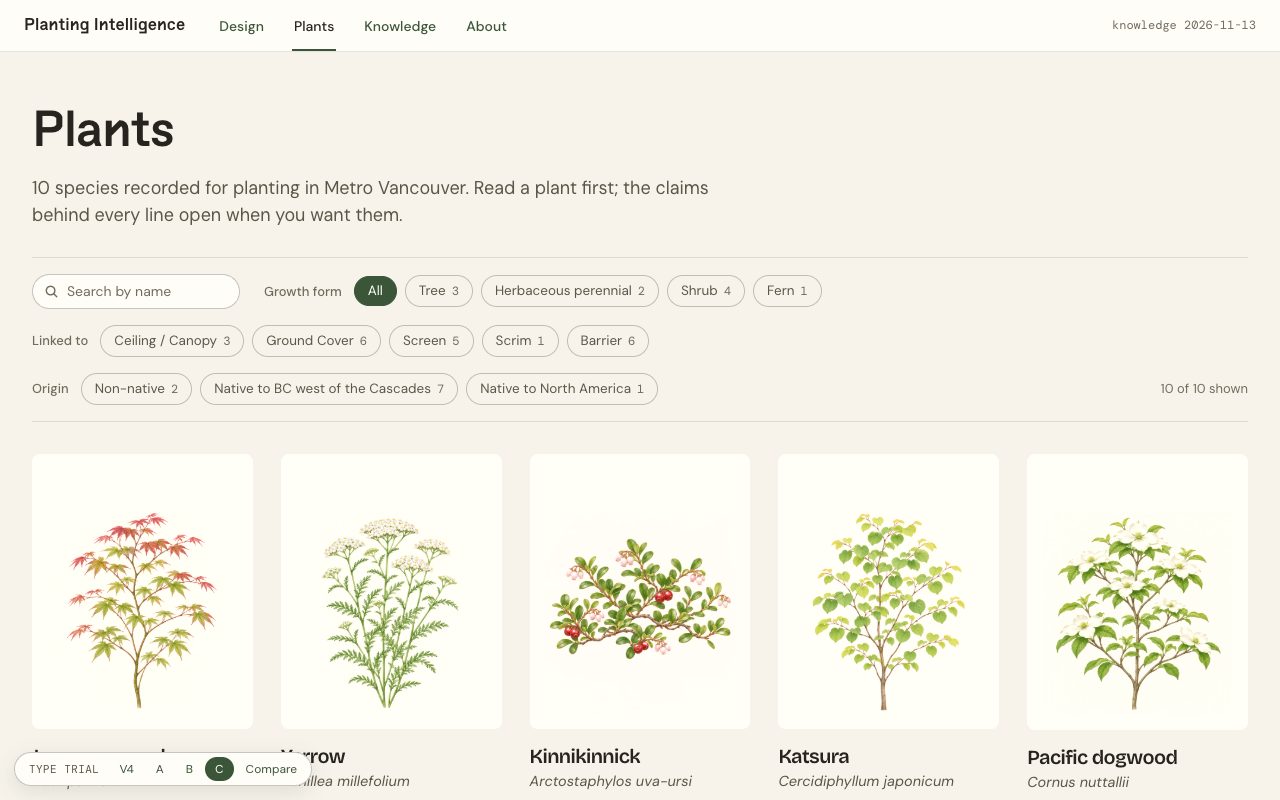 Planting Intelligence Design Plants Knowledge About knowledge 2026-11-13
Plants
10 species recorded for planting in Metro Vancouver. Read a plant first; the claims
behind every line open when you want them.
Search by name Growth form All Tree 3 Herbaceous perennial 2 Shrub 4 Fern 1
Linked to Ceiling / Canopy 3 Ground Cover 6 Screen 5 Scrim 1 Barrier 6
Origin Non-native 2 Native to BC west of the Cascades 7 Native to North America 1 10 of 10 shown
Kinnikinnick Katsura Pacific dogwood
TYPE TRIAL V4 A B C Compare
millefolium Arctostaphylos uva-ursi Cercidiphyllum japonicum Cornus nuttallii